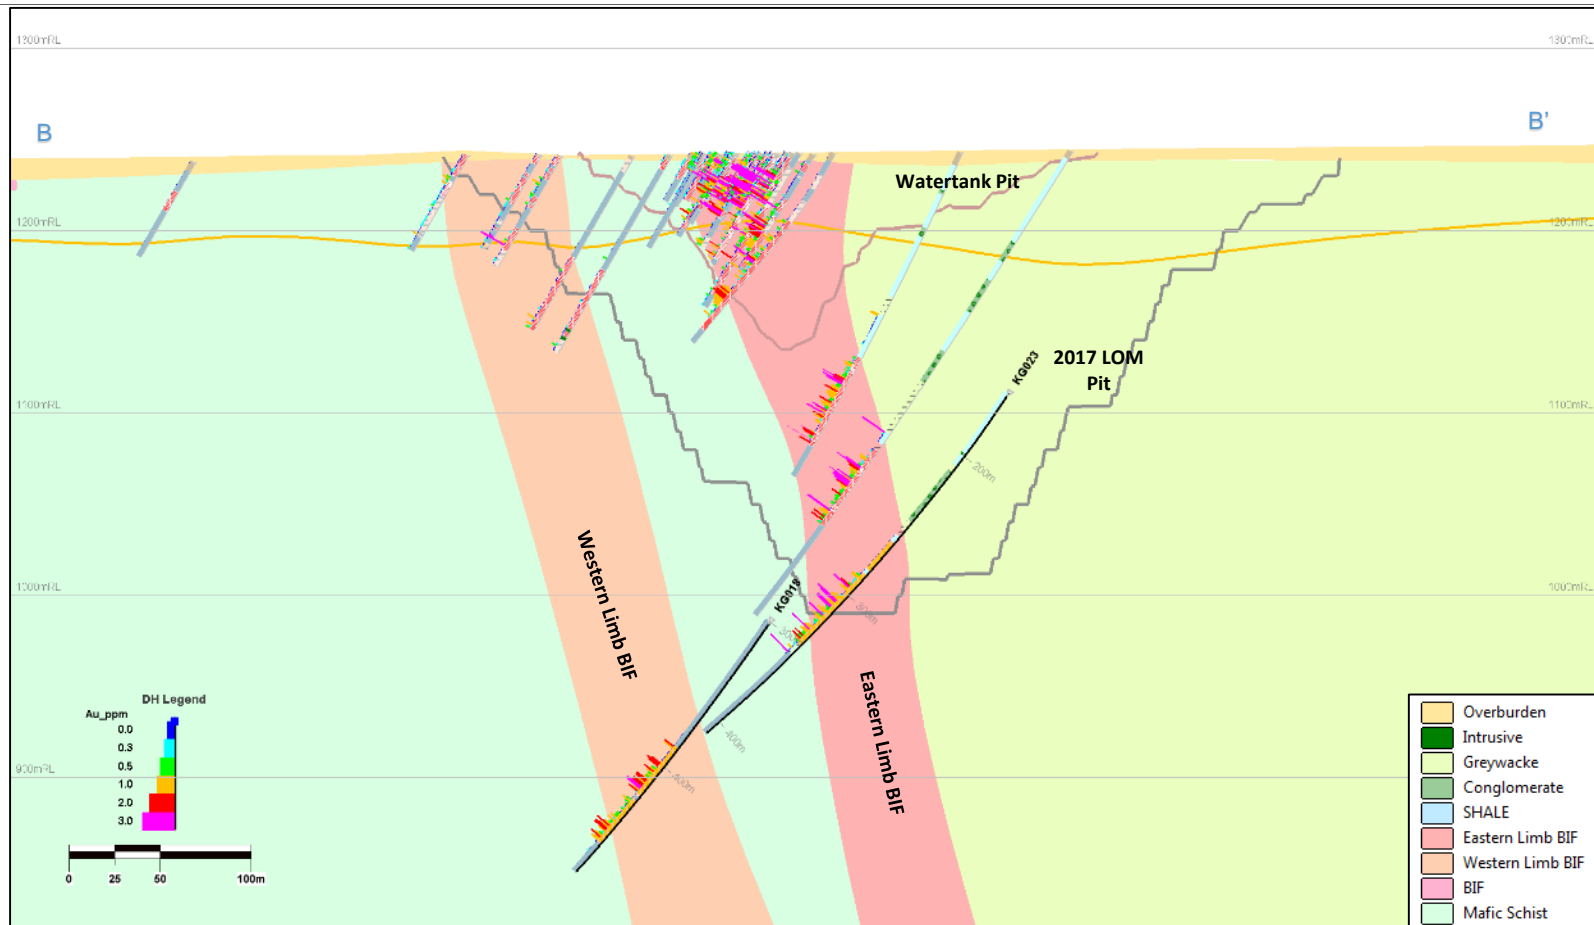 1300mRL
1300mRL
B
B'
Watertank Pit
1200mRL
1200mRL
KG023
2017 LOM
Pit
1100mRL
1100mRL
200m
Western Limb BIF
1000mRL
1000mRL
KG018
300m
300m
Eastern Limb BIF
400m
400m
900mRL
DH Legend
Au_ppm
0.0
0.3
0.5
1.0
2.0
3.0
0
25
50
100m
Overburden
Intrusive
Greywacke
Conglomerate
SHALE
Eastern Limb BIF
Western Limb BIF
BIF
Mafic Schist